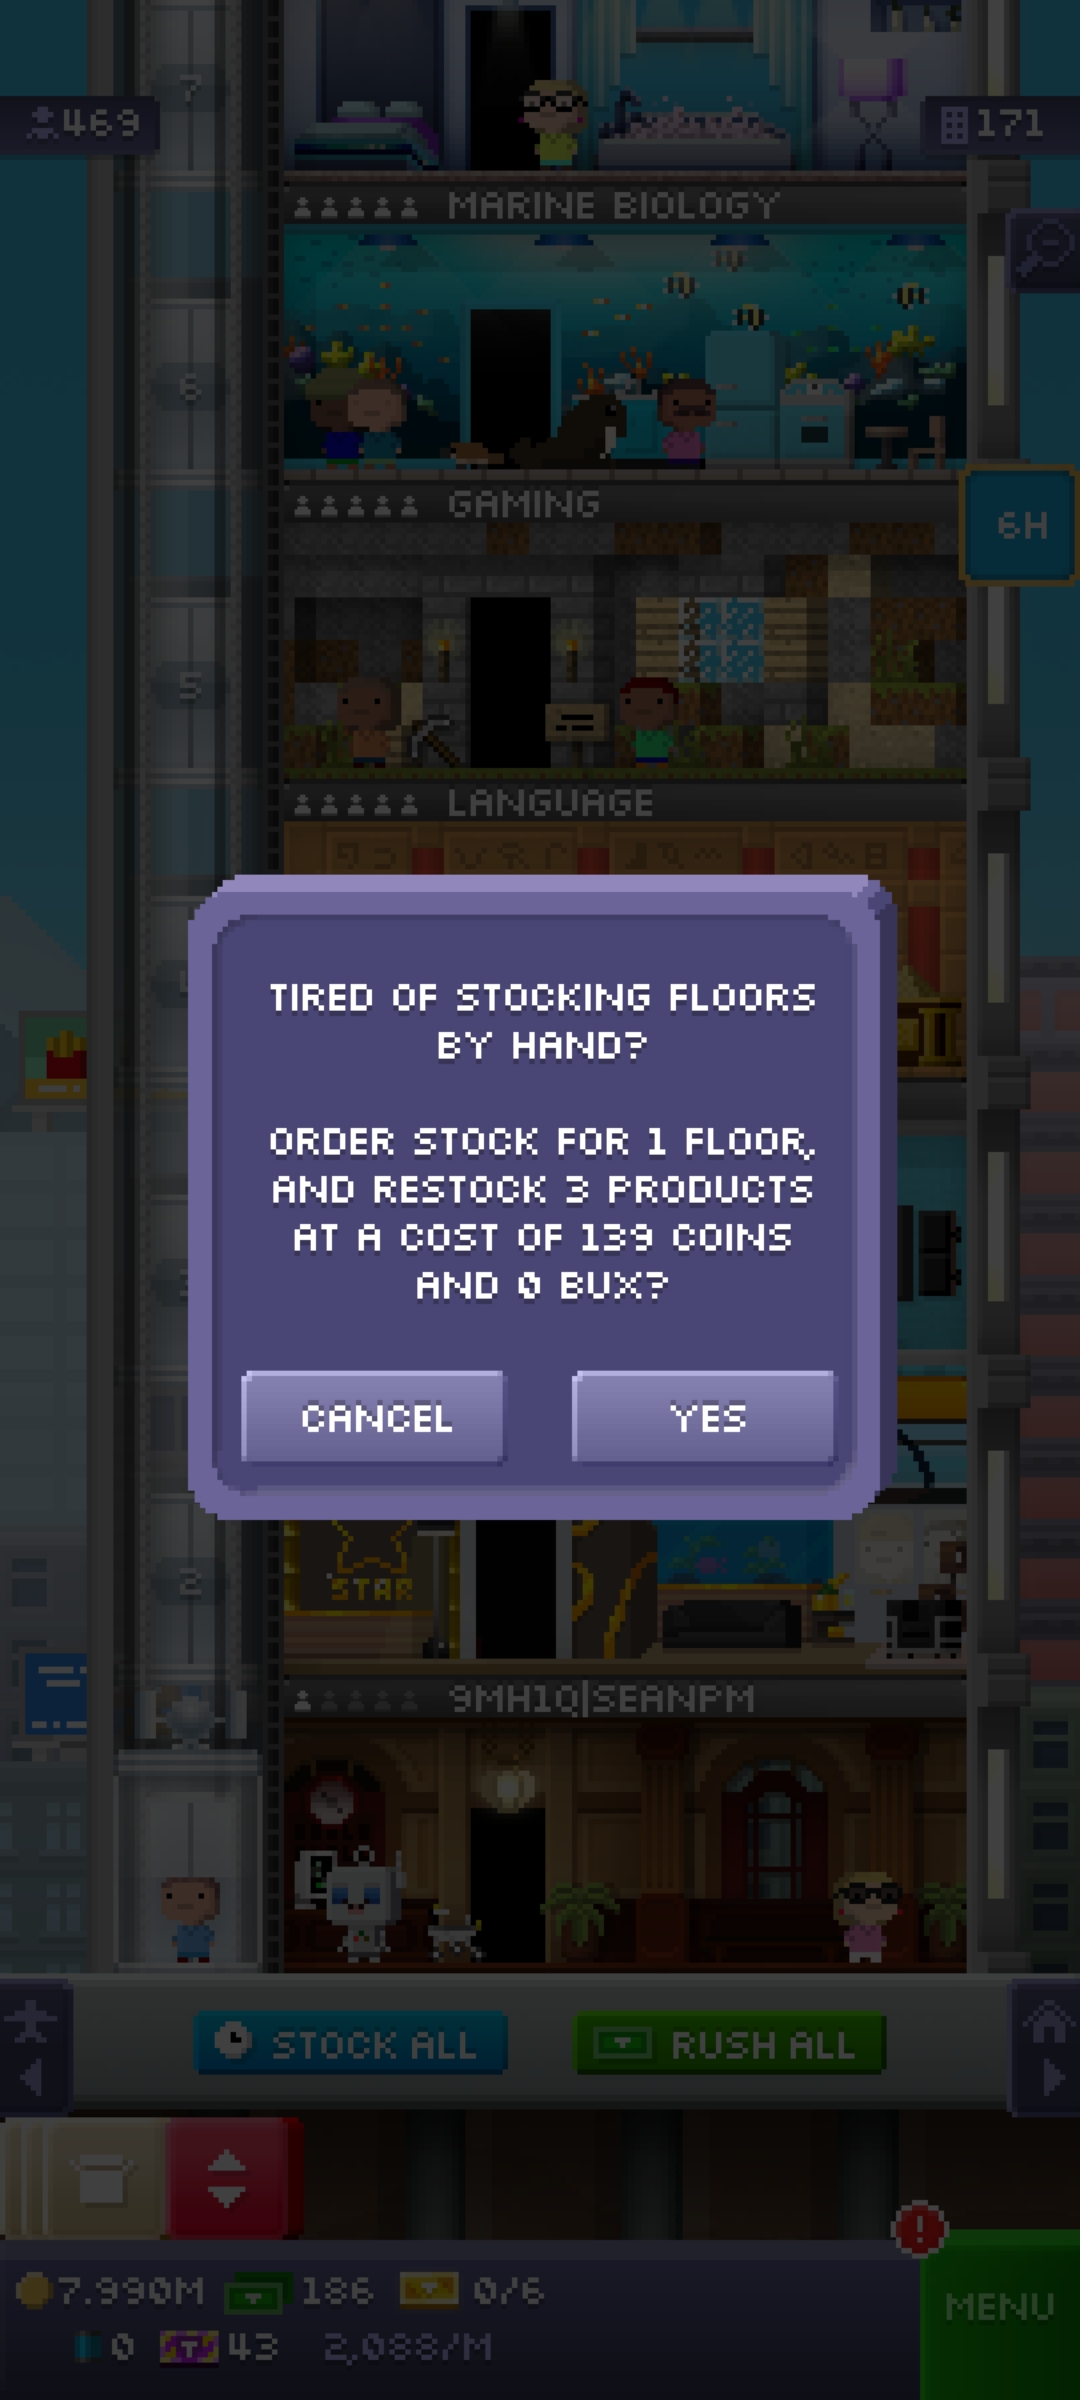 7
469
171
MARINE BIOLOGY
6
GAMING
6H
5
LANGUAGE
TIRED OF STOCKING FLOORS
BY HAND?
ORDER STOCK FOR 1 FLOOR,
AND RESTOCK 3 PRODUCTS
AT A COST OF 139 COINS
AND 0 BUX?
CANCEL
YES
2
STAR
9MH1Q|SEANPM
STOCK ALL
RUSH ALL
!
7.990M
186
0/6
MENU
0
43
2,088/M